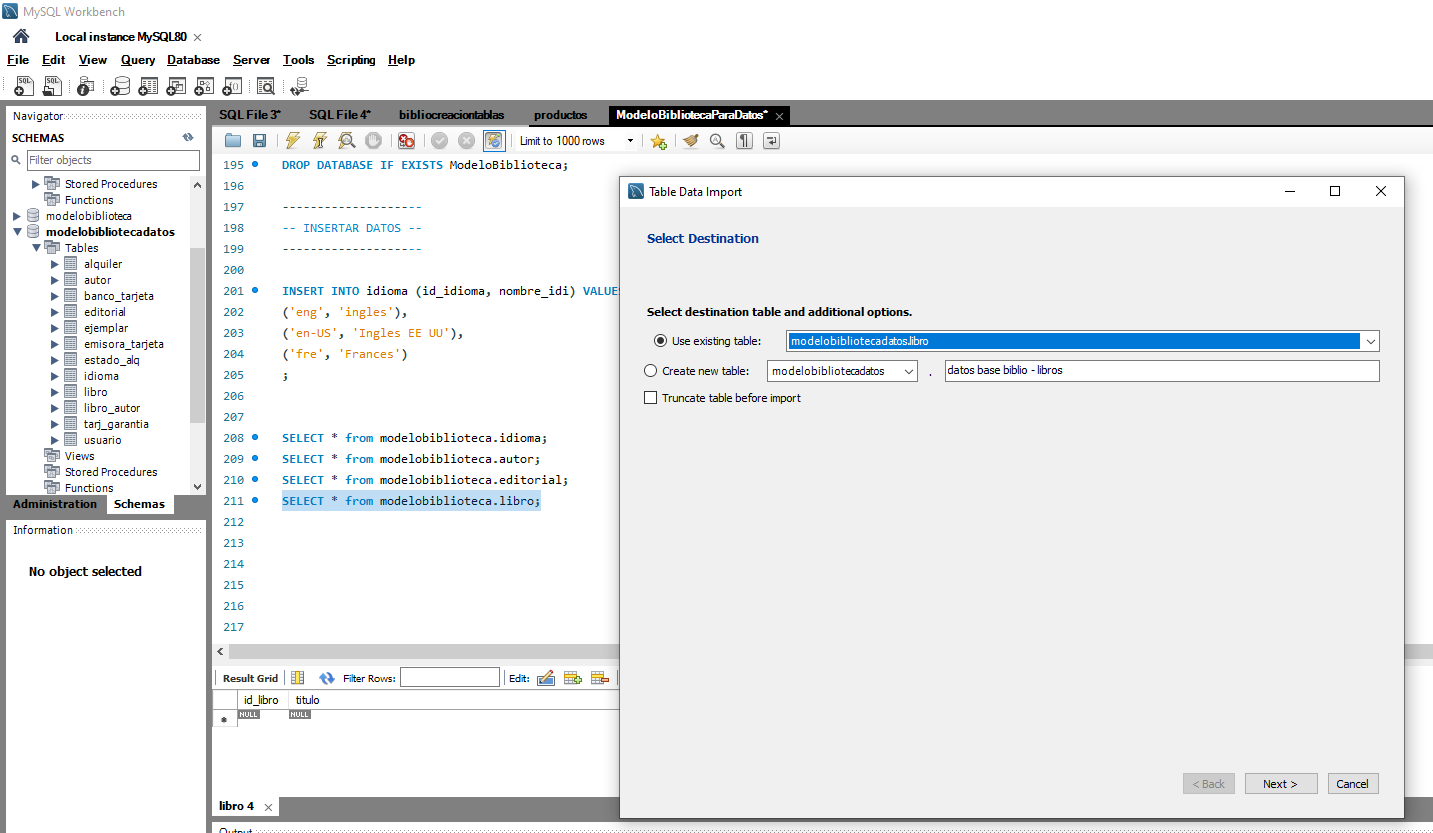 MySQL Workbench
Local instance MySQL80
File Edit View Query Database Server Tools Scripting Help
Navigator
SCHEMAS
Filter objects
Stored Procedures
Functions
modelobiblioteca
modelobibliotecadatos
Tables
alquiler
autor
banco_tarjeta
editorial
ejemplar
emisora_tarjeta
estado_alq
idioma
libro
libro_autor
tarj_garantia
usuario
Views
Stored Procedures
Functions
Administration Schemas
Information
No object selected
SQL File 3* SQL File 4* bibliocreaciontablas productos ModeloBibliotecaParaDatos*
Limit to 1000 rows
195 DROP DATABASE IF EXISTS ModeloBiblioteca;
196
197 --------------------
198 -- INSERTAR DATOS --
199 --------------------
200
201 INSERT INTO idioma (id_idioma, nombre_idi) VALUES
202 ('eng', 'ingles'),
203 ('en-US', 'Ingles EE UU'),
204 ('fre', 'Frances')
205 ;
206
207
208 SELECT * from modelobiblioteca.idioma;
209 SELECT * from modelobiblioteca.autor;
210 SELECT * from modelobiblioteca.editorial;
211 SELECT * from modelobiblioteca.libro;
212
213
214
215
216
217
Result Grid Filter Rows: Edit:
id_libro titulo
NULL NULL
libro 4
Output
Table Data Import
Select Destination
Select destination table and additional options.
Use existing table: modelobibliotecadatos.libro
Create new table: modelobibliotecadatos . datos base biblio - libros
Truncate table before import
< Back Next > Cancel